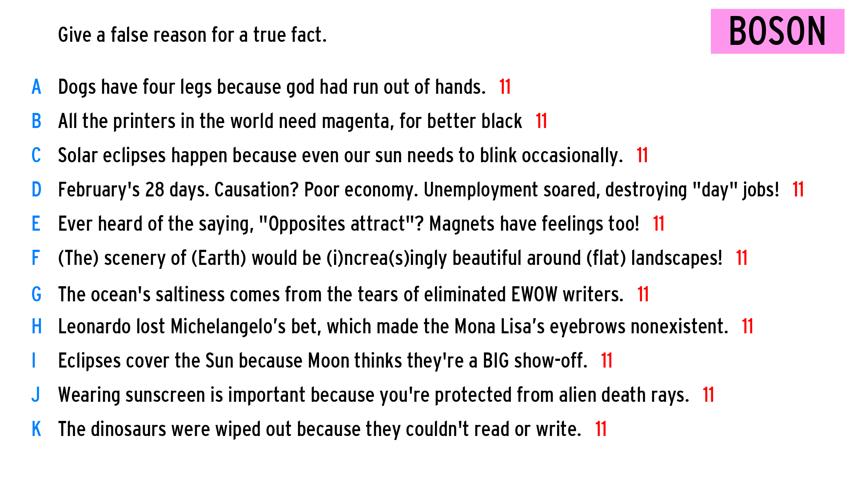 Give a false reason for a true fact.
BOSON
A Dogs have four legs because god had run out of hands. 11
B All the printers in the world need magenta, for better black 11
C Solar eclipses happen because even our sun needs to blink occasionally. 11
D February's 28 days. Causation? Poor economy. Unemployment soared, destroying "day" jobs! 11
E Ever heard of the saying, "Opposites attract"? Magnets have feelings too! 11
F (The) scenery of (Earth) would be (i)ncrea(s)ingly beautiful around (flat) landscapes! 11
G The ocean's saltiness comes from the tears of eliminated EWOW writers. 11
H Leonardo lost Michelangelo’s bet, which made the Mona Lisa’s eyebrows nonexistent. 11
I Eclipses cover the Sun because Moon thinks they're a BIG show-off. 11
J Wearing sunscreen is important because you're protected from alien death rays. 11
K The dinosaurs were wiped out because they couldn't read or write. 11